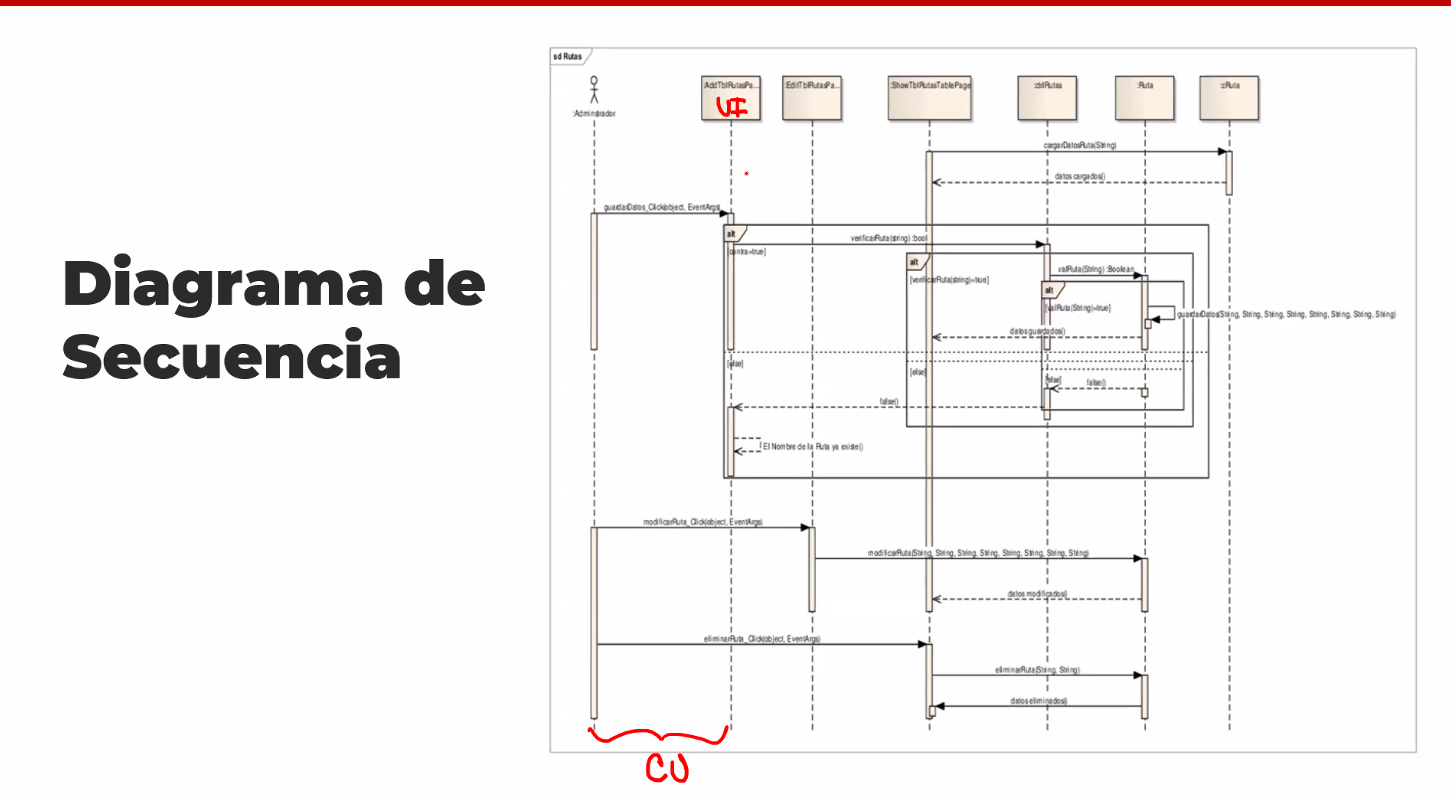 Diagrama de
Secuencia
sd Rutas
:Adminstrador
:AddTblRutasPa...
UI
:EditTblRutasPa...
:ShowTblRutasTablePage
:ctrlRutas
:Ruta
:cRuta
cargarDatosRuta(String)
datos cargados()
guardarDatos_Click(object, EventArgs)
alt
verificarRuta(string) :bool
[contra=true]
alt
valRuta(String) :Boolean
[verificarRuta(string)=true]
alt
[valRuta(String)=true]
guardarDatos(String, String, String, String, String, String, String, String)
datos guardados()
[else]
[else]
[else]
false()
false()
El Nombre de la Ruta ya existe()
modificarRuta_Click(object, EventArgs)
modificarRuta(String, String, String, String, String, String, String, String)
datos modificados()
eliminarRuta_Click(object, EventArgs)
eliminarRuta(String, String)
datos eliminados()
CU